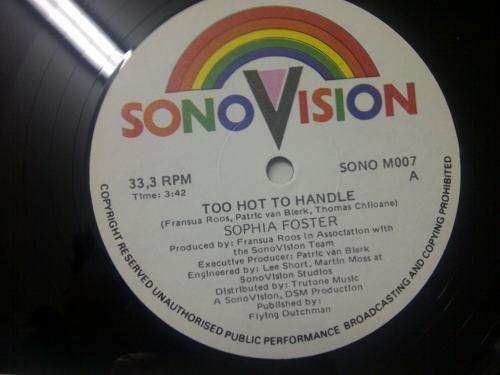 SONOVISION
33,3 RPM
Time: 3:42
SONO M007
A
TOO HOT TO HANDLE
(Fransua Roos, Patric van Blerk, Thomas Chiloane)
SOPHIA FOSTER
Produced by: Fransua Roos in Association with
the SonoVision Team
Executive Producer: Patric van Blerk
Engineered by: Lee Short, Martin Moss at
SonoVision Studios
Distributed by: Trutone Music
A SonoVision, DSM Production
Published by:
Flying Dutchman
COPYRIGHT RESERVED UNAUTHORISED PUBLIC PERFORMANCE BROADCASTING AND COPYING PROHIBITED